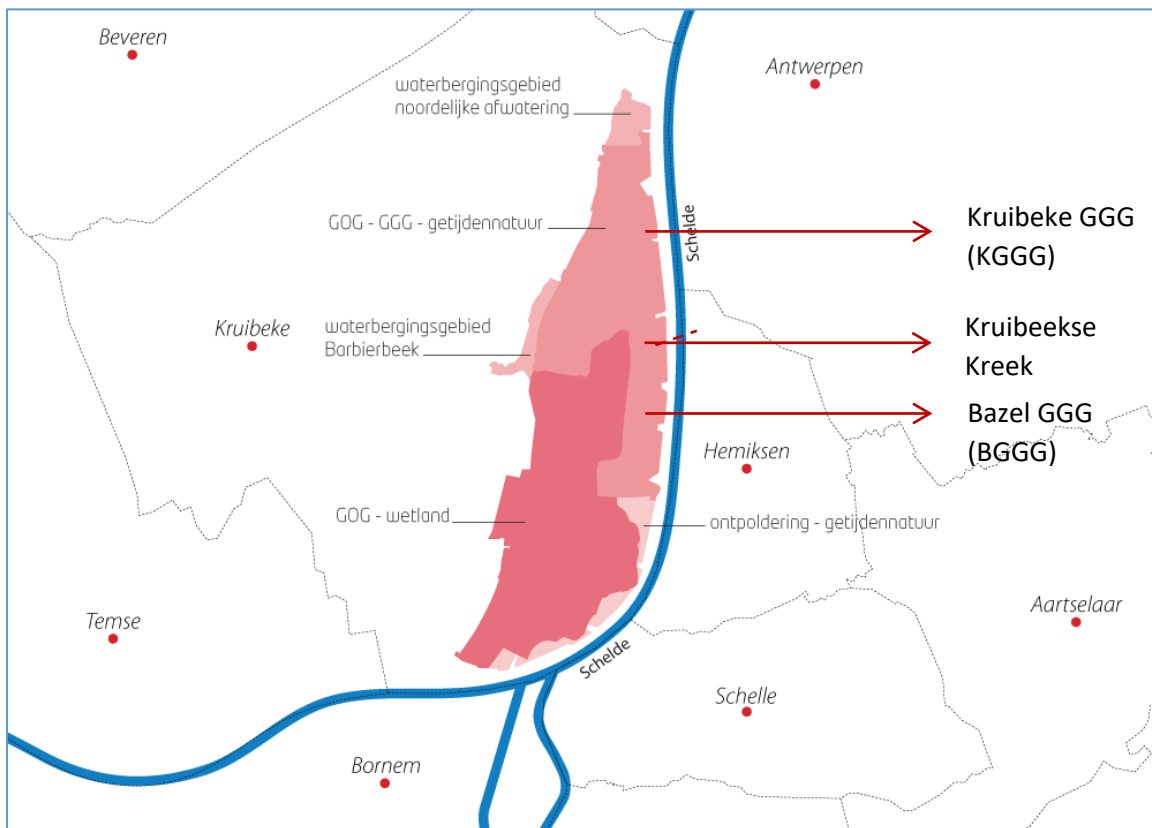 Beveren
Antwerpen
waterbergingsgebied
noordelijke afwatering
GOG - GGG - getijdennatuur
Schelde
Kruibeke GGG
(KGGG)
Kruibeke
waterbergingsgebied
Barbierbeek
Kruibeekse
Kreek
Bazel GGG
(BGGG)
Hemiksen
GOG - wetland
ontpoldering - getijdennatuur
Temse
Aartselaar
Schelde
Schelle
Bornem